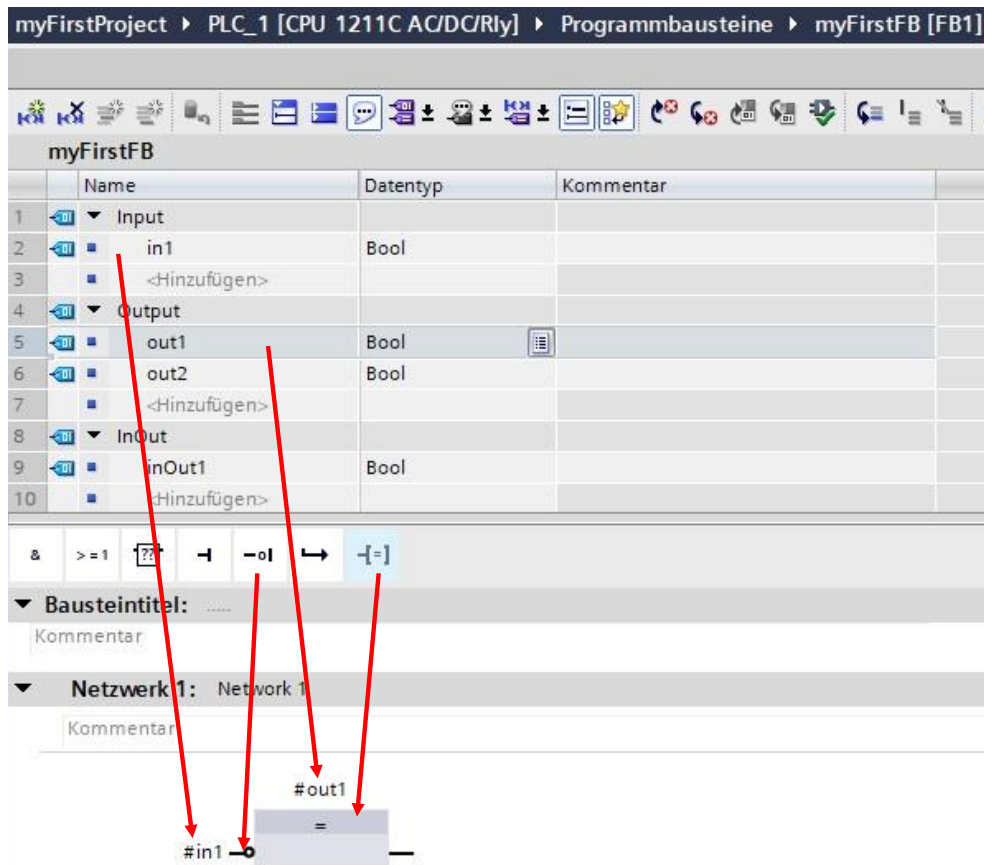 myFirstProject ▸ PLC_1 [CPU 1211C AC/DC/Rly] ▸ Programmbausteine ▸ myFirstFB [FB1]
myFirstFB
Name Datentyp Kommentar
1 Input
2 in1 Bool
3 <Hinzufügen>
4 Output
5 out1 Bool
6 out2 Bool
7 <Hinzufügen>
8 InOut
9 inOut1 Bool
10 <Hinzufügen>
& >=1 ?? -[=]
Bausteintitel: .....
Kommentar
Netzwerk 1: Network 1
Kommentar
#out1
=
#in1